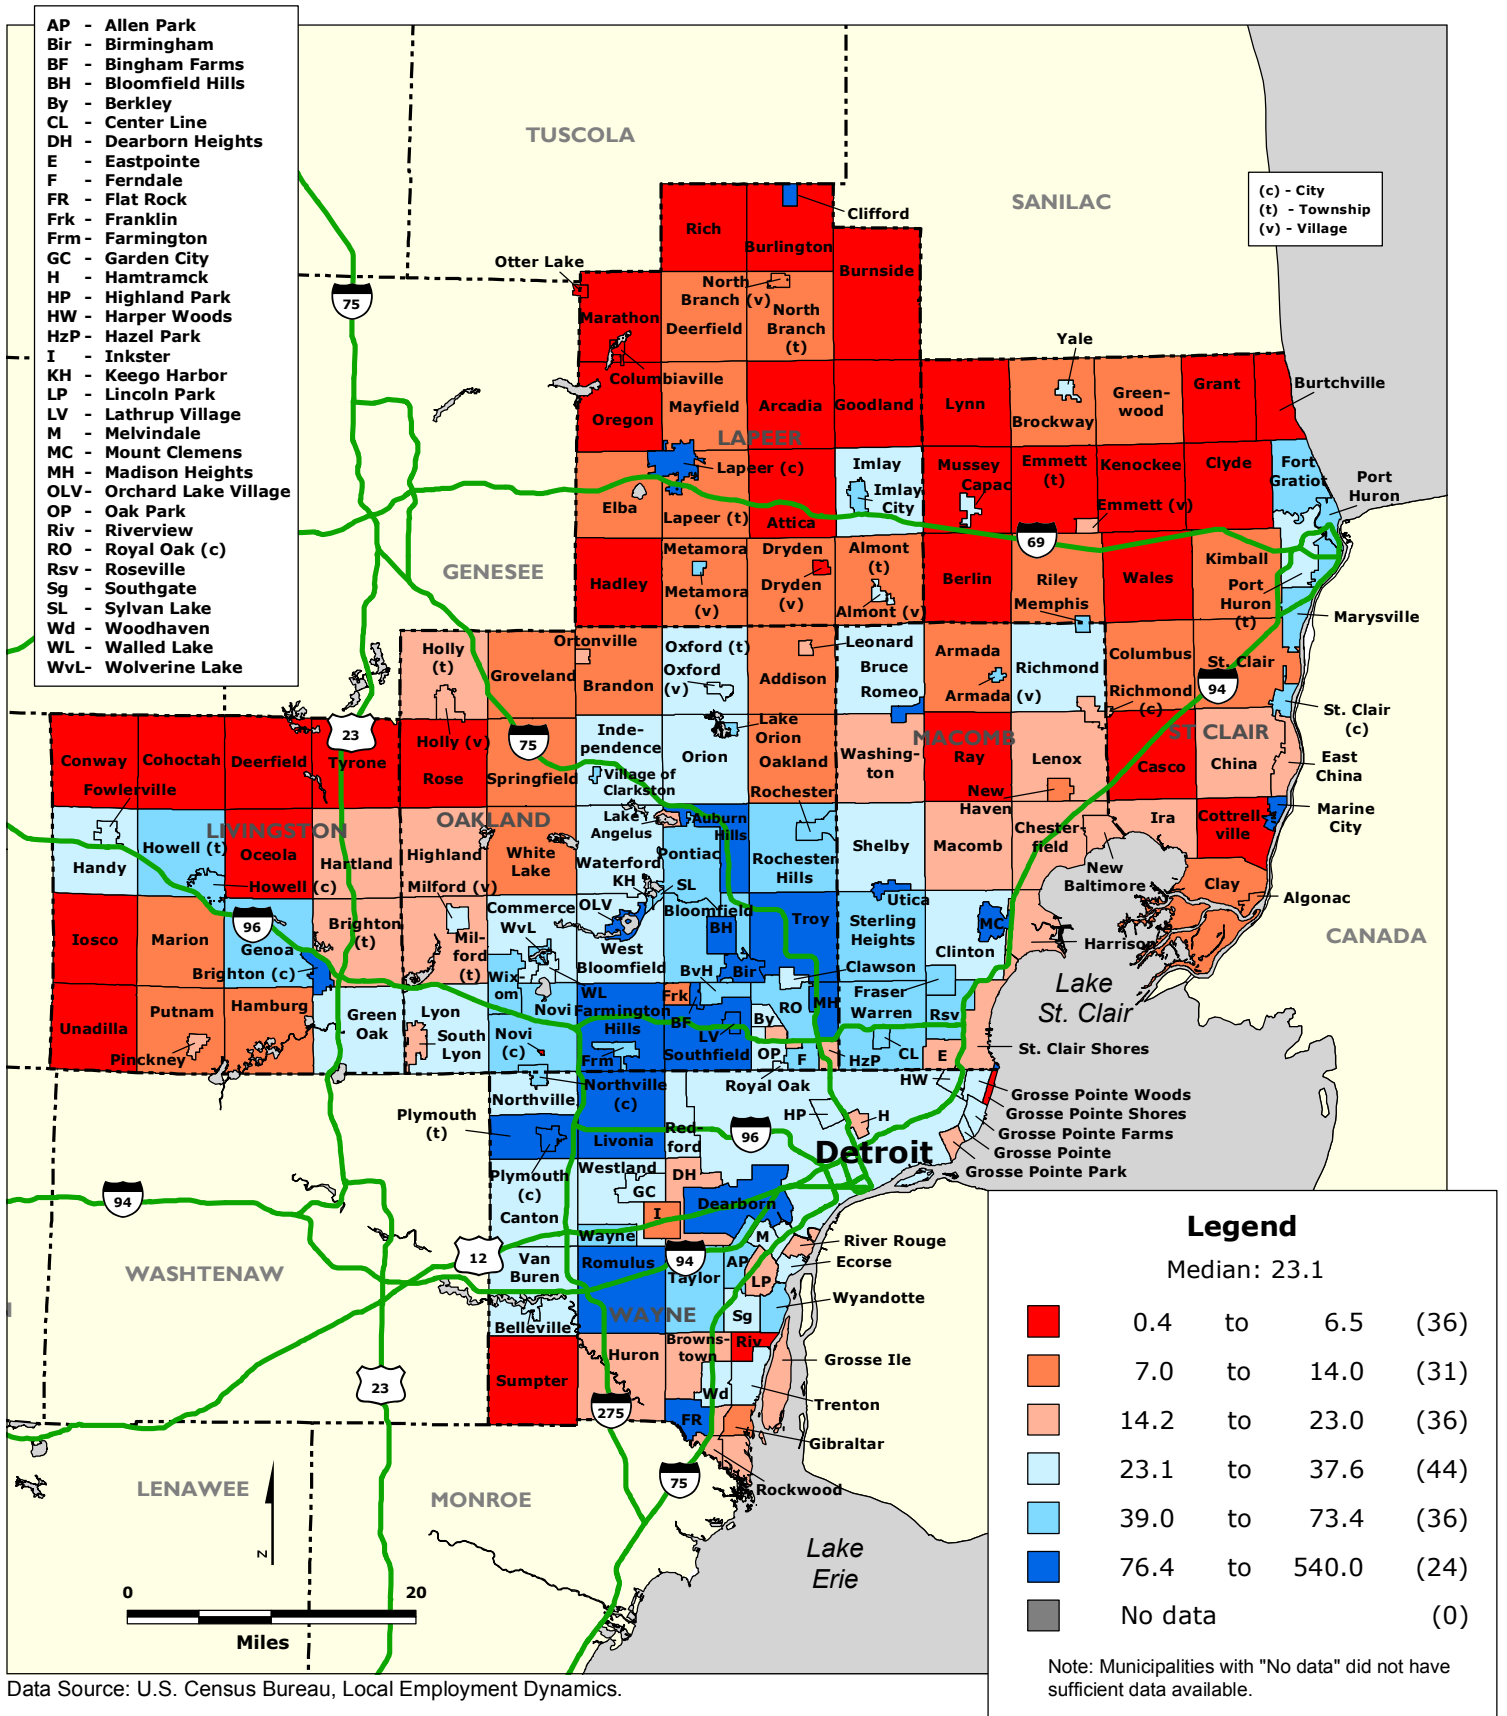 AP - Allen Park
Bir - Birmingham
BF - Bingham Farms
BH - Bloomfield Hills
By - Berkley
CL - Center Line
DH - Dearborn Heights
E - Eastpointe
F - Ferndale
FR - Flat Rock
Frk - Franklin
Frm - Farmington
GC - Garden City
H - Hamtramck
HP - Highland Park
HW - Harper Woods
HzP - Hazel Park
I - Inkster
KH - Keego Harbor
LP - Lincoln Park
LV - Lathrup Village
M - Melvindale
MC - Mount Clemens
MH - Madison Heights
OLV - Orchard Lake Village
OP - Oak Park
Riv - Riverview
RO - Royal Oak (c)
Rsv - Roseville
Sg - Southgate
SL - Sylvan Lake
Wd - Woodhaven
WL - Walled Lake
WvL - Wolverine Lake
(c) - City
(t) - Township
(v) - Village
TUSCOLA
SANILAC
GENESEE
LAPEER
Clifford
Rich
Burlington
Burnside
Otter Lake
North
Branch (v)
Marathon
Deerfield
North
Branch
(t)
Columbiaville
Yale
Burtchville
Oregon
Mayfield
Arcadia
Goodland
Lynn
Brockway
Green-
wood
Grant
Lapeer (c)
Imlay
Imlay
City
Mussey
Capac
Emmett
(t)
Kenockee
Clyde
Fort
Gratiot
Port
Huron
Elba
Lapeer (t)
Attica
Emmett (v)
75
69
Hadley
Metamora
Metamora
(v)
Dryden
Dryden
(v)
Almont
(t)
Almont (v)
Berlin
Riley
Memphis
Wales
Kimball
Port
Huron
(t)
Marysville
Holly
(t)
Groveland
Ortonville
Brandon
Oxford (t)
Oxford
(v)
Addison
Leonard
Bruce
Romeo
Armada
Armada (v)
Richmond
Columbus
Richmond
(c)
St. Clair
94
St. Clair
(c)
23
Holly (v)
75
Inde-
pendence
Lake
Orion
Orion
Oakland
Washing-
ton
MACOMB
Ray
Lenox
ST CLAIR
Casco
China
East
China
Conway
Cohoctah
Deerfield
Tyrone
Rose
Springfield
Village of
Clarkston
Rochester
New
Haven
Fowlerville
LIVINGSTON
OAKLAND
Lake
Angelus
Auburn
Hills
Marine
City
Cottrell-
ville
Ira
Chester-
field
Handy
Howell (t)
Howell (c)
Oceola
Hartland
Highland
White
Lake
Waterford
Pontiac
Rochester
Hills
Shelby
Macomb
New
Baltimore
Clay
Algonac
KH
SL
Milford (v)
Commerce
OLV
Bloomfield
BH
Troy
Utica
Sterling
Heights
MC
Harrison
CANADA
Iosco
Marion
96
Genoa
Brighton (c)
Brighton
(t)
Mil-
ford
(t)
WvL
Wix-
om
West
Bloomfield
BvH
Bir
Clawson
Clinton
Lake
St. Clair
Unadilla
Putnam
Hamburg
Pinckney
Green
Oak
Lyon
South
Lyon
Novi
Novi
(c)
WL
Farmington
Hills
Frm
Frk
BF
LV
Southfield
By
RO
MH
OP
F
Fraser
Warren
Rsv
HzP
CL
E
St. Clair Shores
Northville
Northville
(c)
Royal Oak
HW
Grosse Pointe Woods
Grosse Pointe Shores
Grosse Pointe Farms
Grosse Pointe
Grosse Pointe Park
Plymouth
(t)
Livonia
Red-
ford
96
HP
H
Detroit
Plymouth
(c)
Westland
GC
DH
Dearborn
I
Canton
Wayne
M
River Rouge
Ecorse
94
WASHTENAW
12
Van
Buren
Romulus
94
Taylor
AP
LP
Wyandotte
Belleville
WAYNE
Sg
Sumpter
Huron
Browns-
town
Riv
Grosse Ile
23
275
Wd
Trenton
FR
Gibraltar
75
Rockwood
LENAWEE
MONROE
Lake
Erie
N
0 20
Miles
Legend
Median: 23.1
0.4 to 6.5 (36)
7.0 to 14.0 (31)
14.2 to 23.0 (36)
23.1 to 37.6 (44)
39.0 to 73.4 (36)
76.4 to 540.0 (24)
No data (0)
Note: Municipalities with "No data" did not have
sufficient data available.
Data Source: U.S. Census Bureau, Local Employment Dynamics.